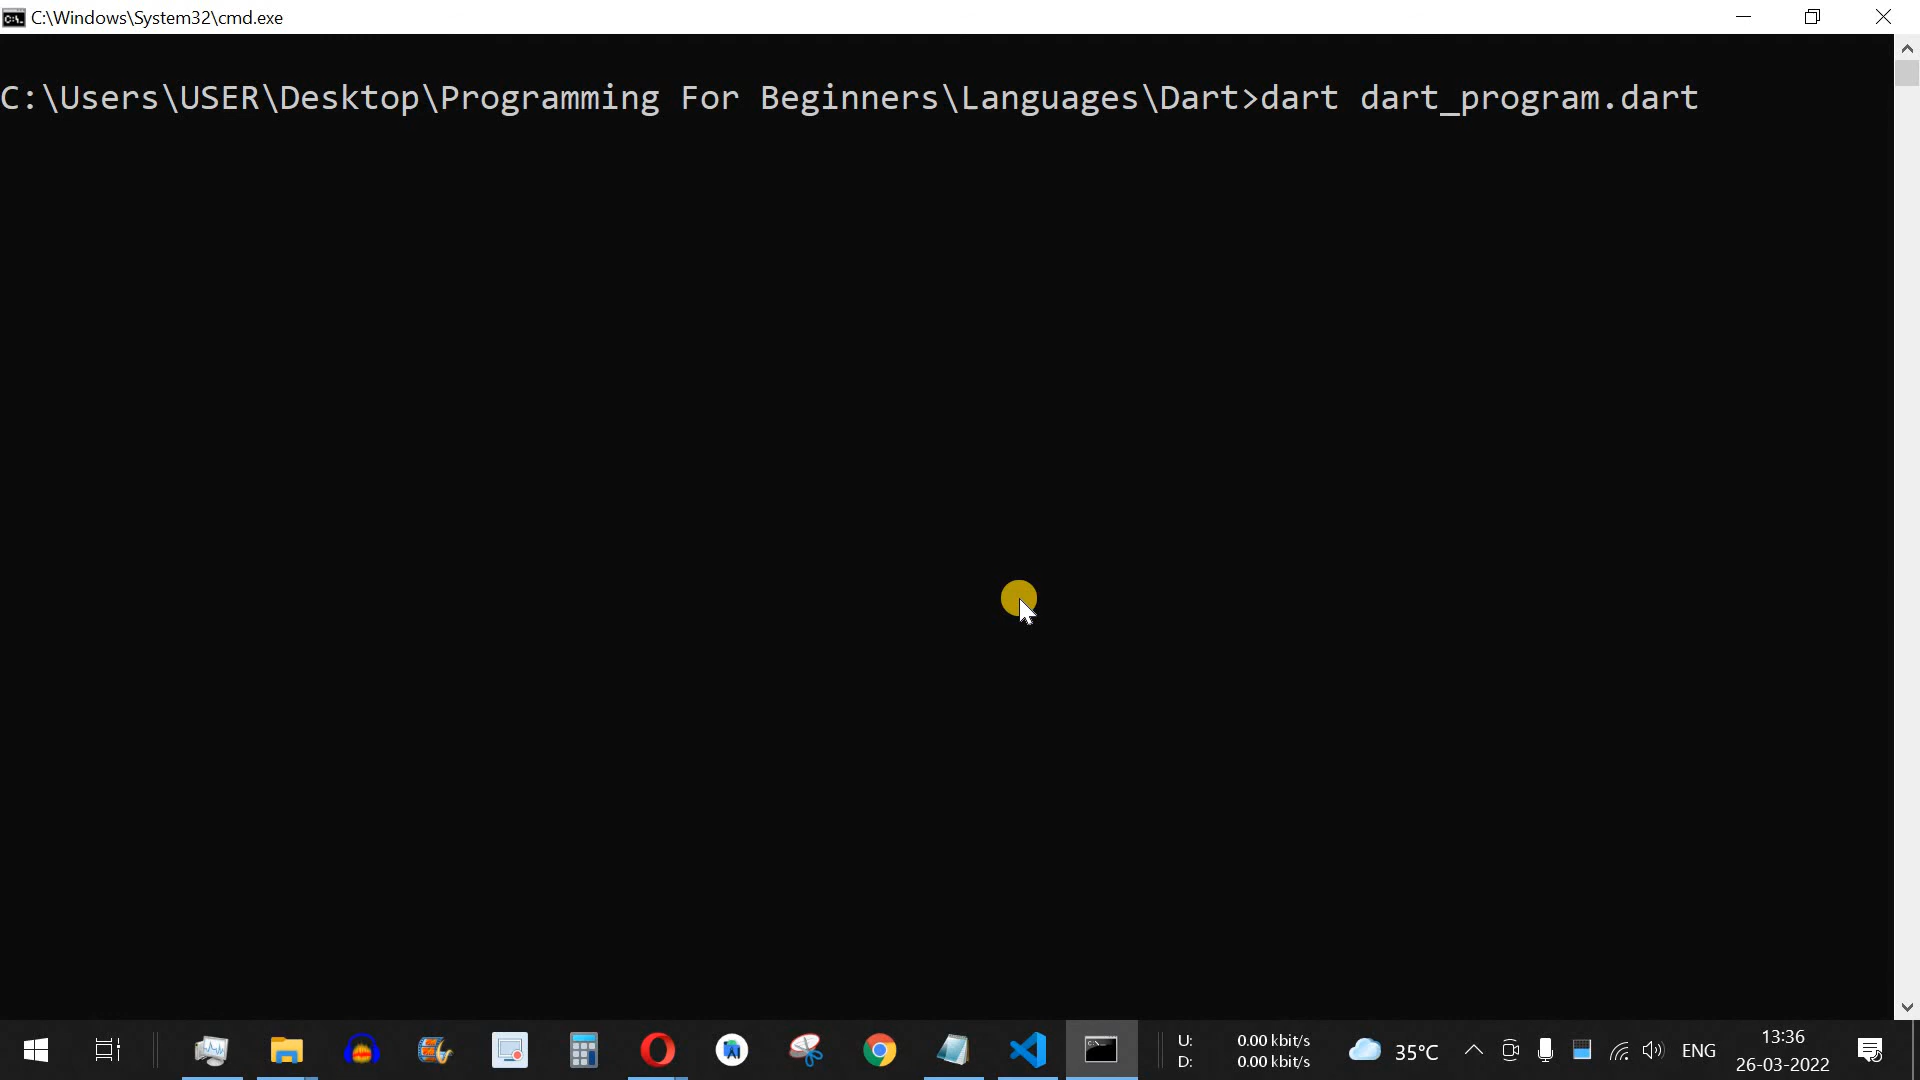 C:\Windows\System32\cmd.exe
C:\Users\USER\Desktop\Programming For Beginners\Languages\Dart>dart dart_program.dart
U: 0.00 kbit/s
D: 0.00 kbit/s
35°C
ENG
13:36
26-03-2022